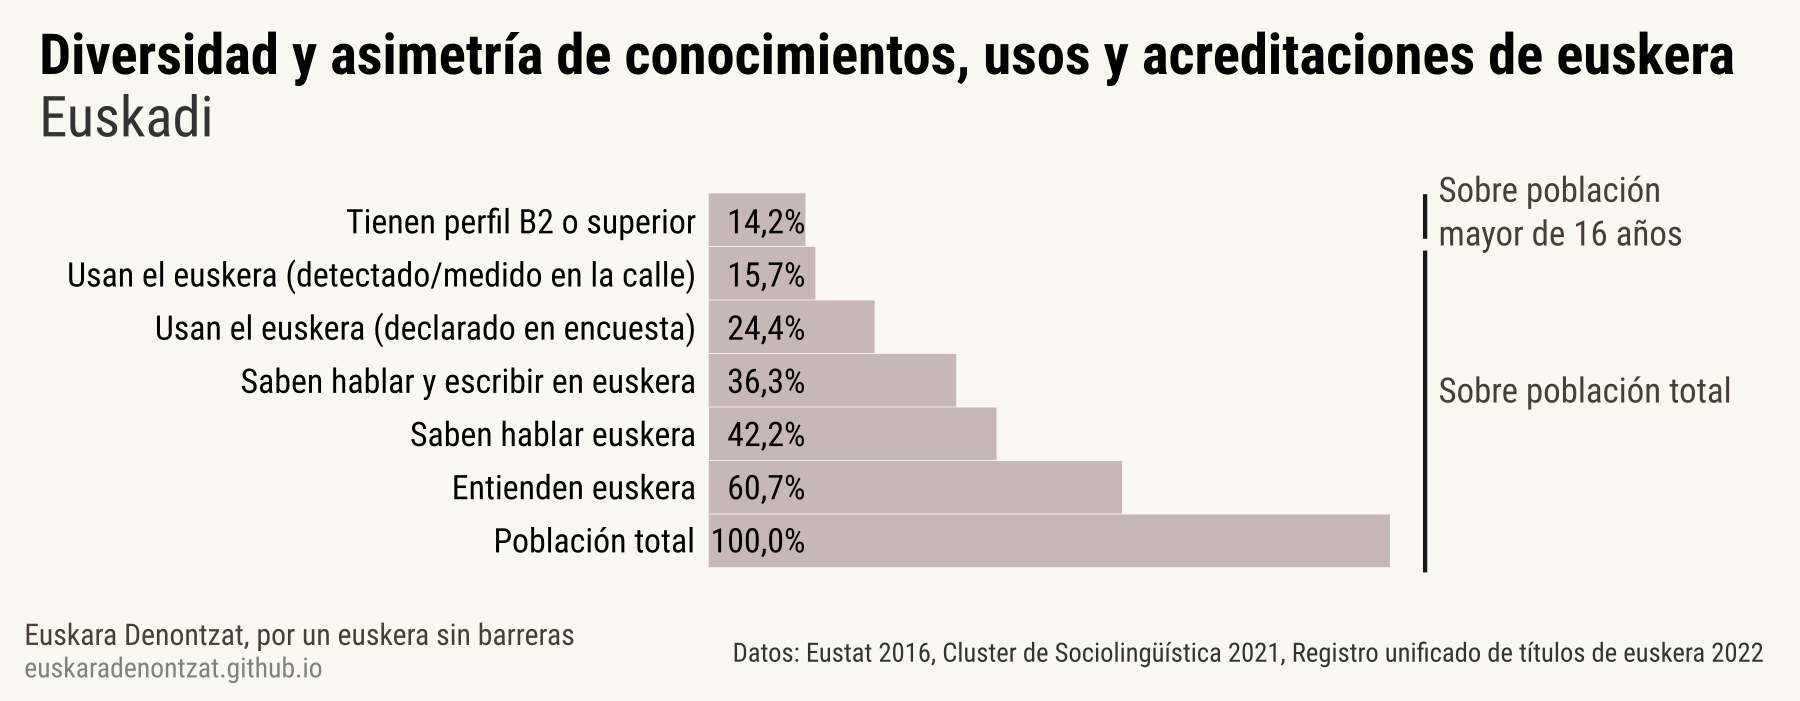 Diversidad y asimetría de conocimientos, usos y acreditaciones de euskera
Euskadi
Sobre población
mayor de 16 años
Tienen perfil B2 o superior 14,2%
Usan el euskera (detectado/medido en la calle) 15,7%
Usan el euskera (declarado en encuesta) 24,4%
Saben hablar y escribir en euskera 36,3%
Sobre población total
Saben hablar euskera 42,2%
Entienden euskera 60,7%
Población total 100,0%
Euskara Denontzat, por un euskera sin barreras
euskaradenontzat.github.io
Datos: Eustat 2016, Cluster de Sociolingüística 2021, Registro unificado de títulos de euskera 2022